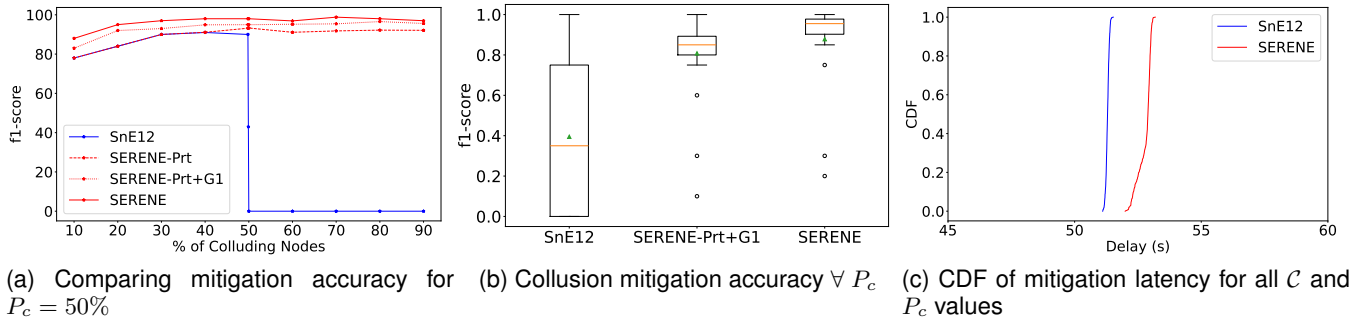 100
80
60
40
20
0
f1-score
SnE12
SERENE-Prt
SERENE-Prt+G1
SERENE
10 20 30 40 50 60 70 80 90
% of Colluding Nodes
(a) Comparing mitigation accuracy for
P_c = 50%
1.0
0.8
0.6
0.4
0.2
0.0
f1-score
SnE12 SERENE-Prt+G1 SERENE
(b) Collusion mitigation accuracy ∀ P_c
1.0
0.8
0.6
0.4
0.2
0.0
CDF
SnE12
SERENE
45 50 55 60
Delay (s)
(c) CDF of mitigation latency for all 𝒞 and
P_c values